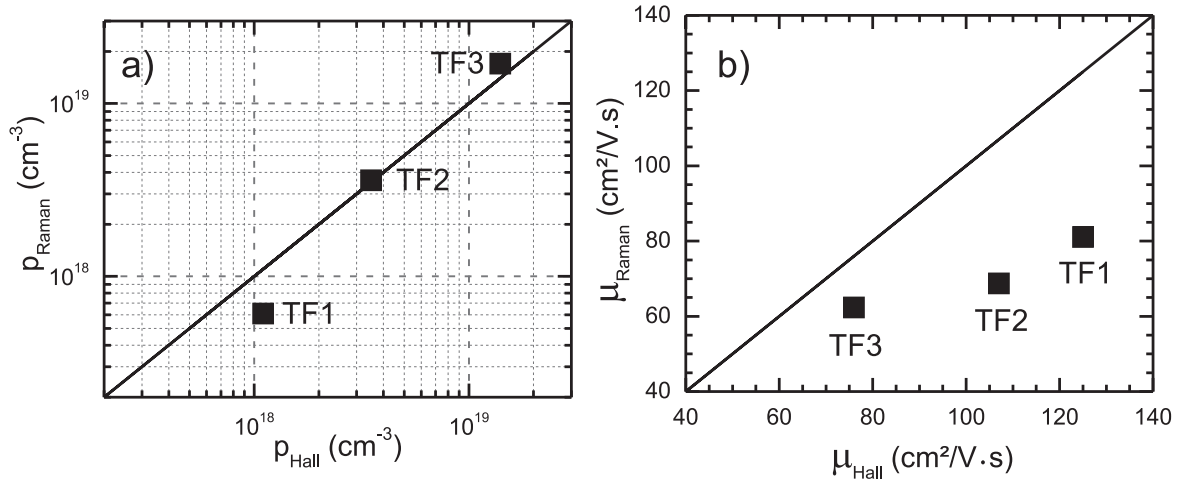 a)
TF3
TF2
TF1
10¹⁹
10¹⁸
p_Raman (cm⁻³)
10¹⁸ 10¹⁹
p_Hall (cm⁻³)
b)
140
120
100
80
60
40
μ_Raman (cm²/V·s)
TF1
TF2
TF3
40 60 80 100 120 140
μ_Hall (cm²/V·s)